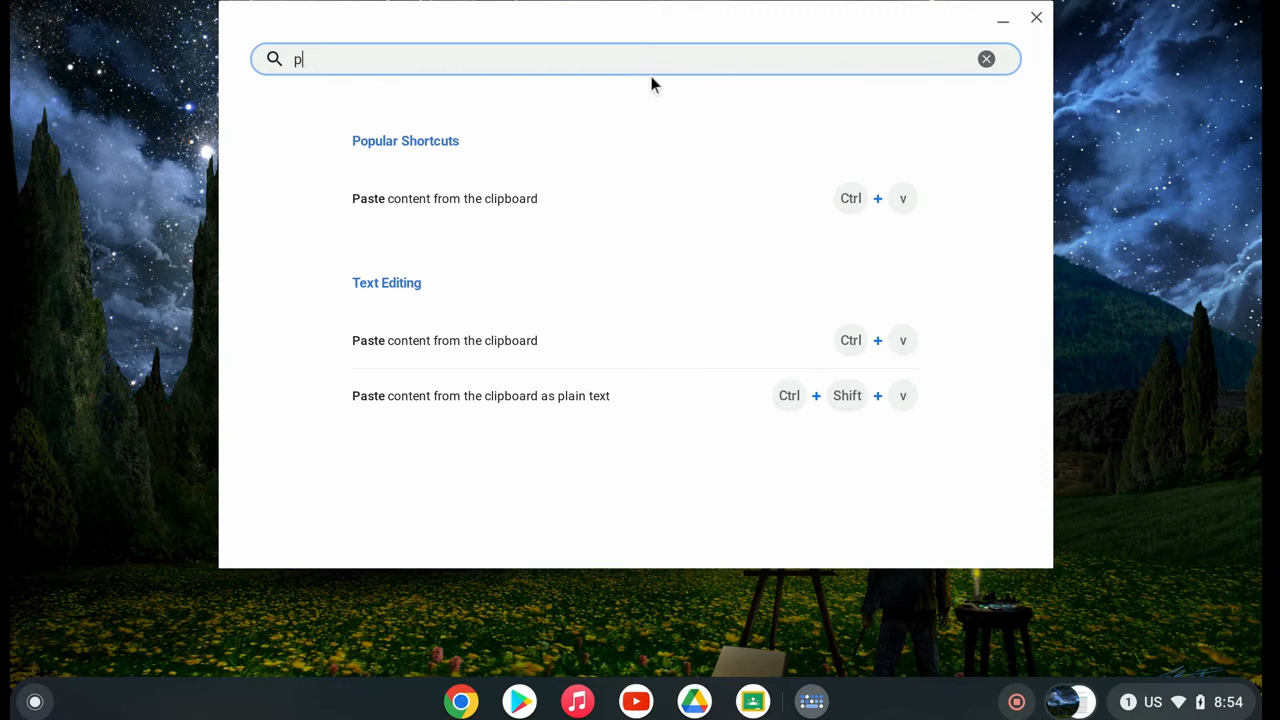 p
Popular Shortcuts
Paste content from the clipboard Ctrl + v
Text Editing
Paste content from the clipboard Ctrl + v
Paste content from the clipboard as plain text Ctrl + Shift + v
1 US 8:54